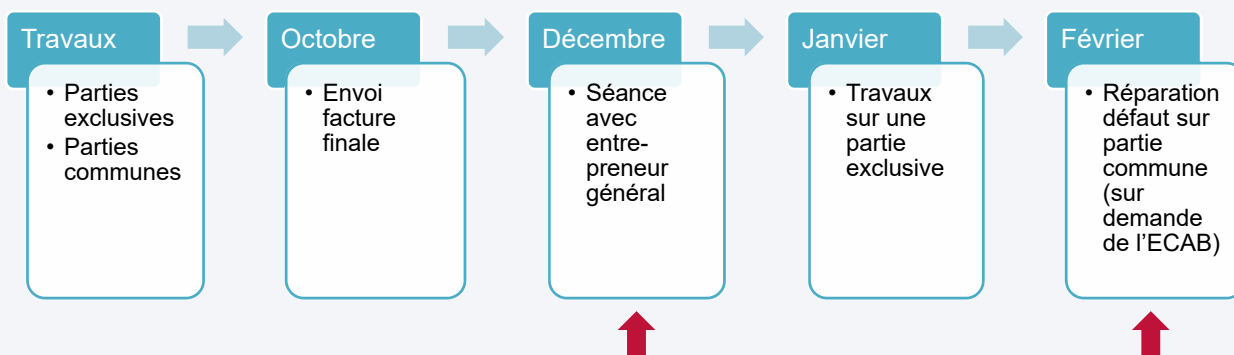 Travaux
• Parties
exclusives
• Parties
communes
Octobre
• Envoi
facture
finale
Décembre
• Séance
avec
entre-
preneur
général
Janvier
• Travaux
sur une
partie
exclusive
Février
• Réparation
défaut sur
partie
commune
(sur
demande
de l'ECAB)